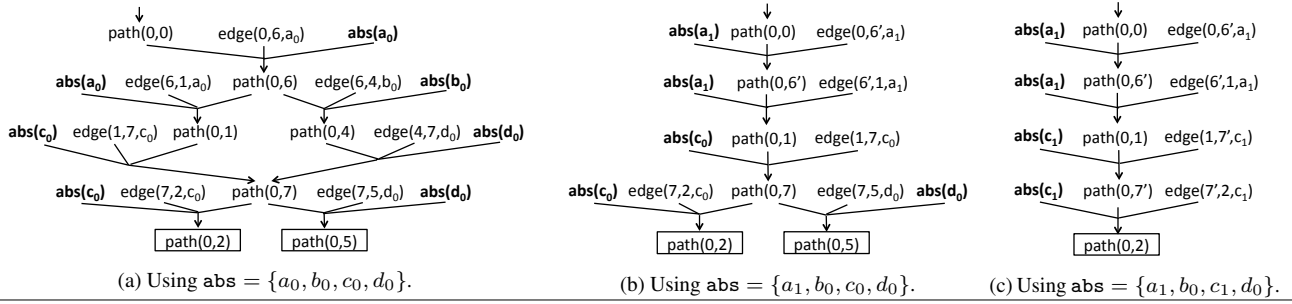 path(0,0) edge(0,6,a₀) abs(a₀)
abs(a₀) edge(6,1,a₀) path(0,6) edge(6,4,b₀) abs(b₀)
abs(c₀) edge(1,7,c₀) path(0,1) path(0,4) edge(4,7,d₀) abs(d₀)
abs(c₀) edge(7,2,c₀) path(0,7) edge(7,5,d₀) abs(d₀)
path(0,2) path(0,5)
(a) Using abs = {a₀, b₀, c₀, d₀}.
abs(a₁) path(0,0) edge(0,6’,a₁)
abs(a₁) path(0,6’) edge(6’,1,a₁)
abs(c₀) path(0,1) edge(1,7,c₀)
abs(c₀) edge(7,2,c₀) path(0,7) edge(7,5,d₀) abs(d₀)
path(0,2) path(0,5)
(b) Using abs = {a₁, b₀, c₀, d₀}.
abs(a₁) path(0,0) edge(0,6’,a₁)
abs(a₁) path(0,6’) edge(6’,1,a₁)
abs(c₁) path(0,1) edge(1,7’,c₁)
abs(c₁) path(0,7’) edge(7’,2,c₁)
path(0,2)
(c) Using abs = {a₁, b₀, c₁, d₀}.